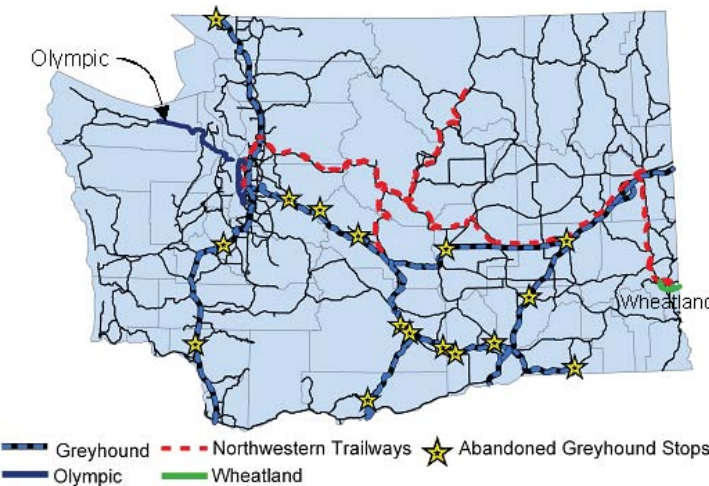 Olympic
Wheatland
Greyhound
Northwestern Trailways
Abandoned Greyhound Stops
Olympic
Wheatland